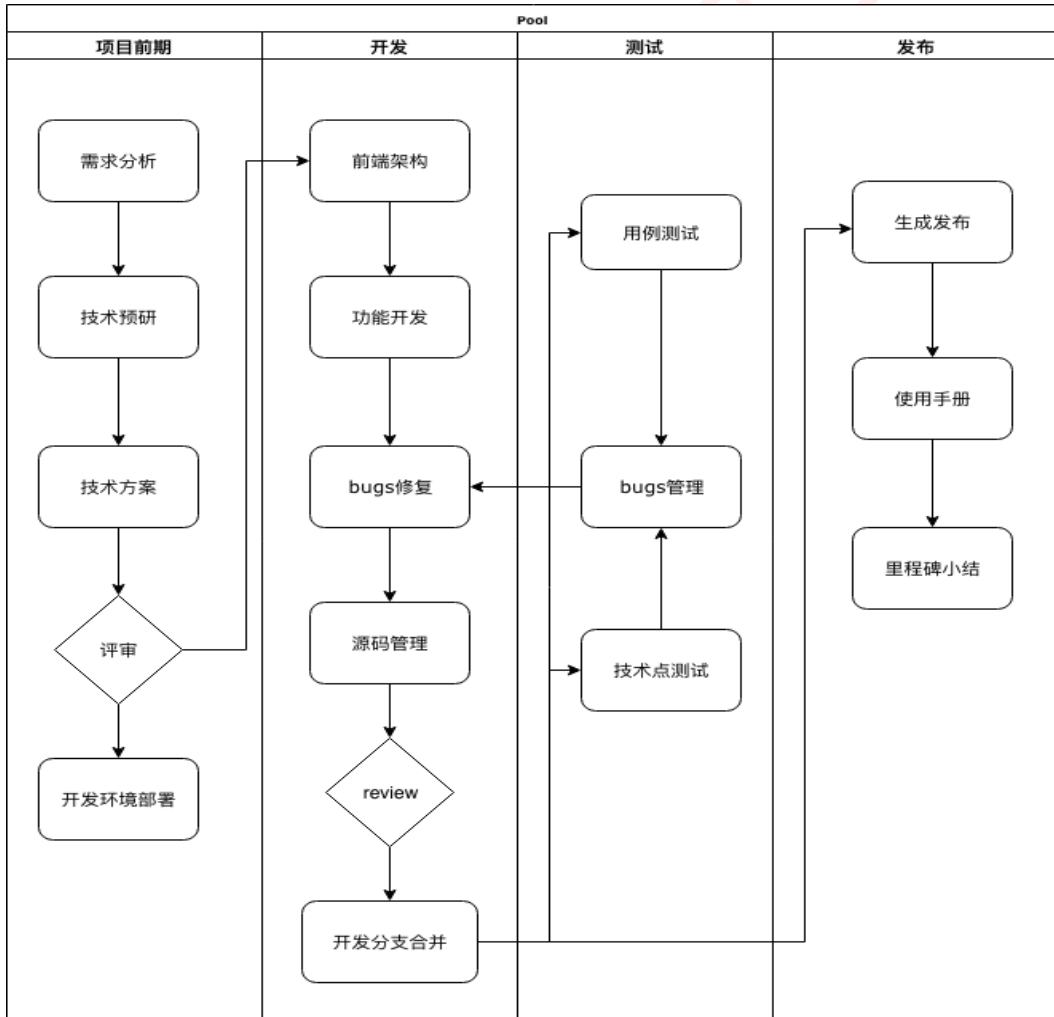 Pool
项目前期
开发
测试
发布
需求分析
技术预研
技术方案
评审
开发环境部署
前端架构
功能开发
bugs修复
源码管理
review
开发分支合并
用例测试
bugs管理
技术点测试
生成发布
使用手册
里程碑小结